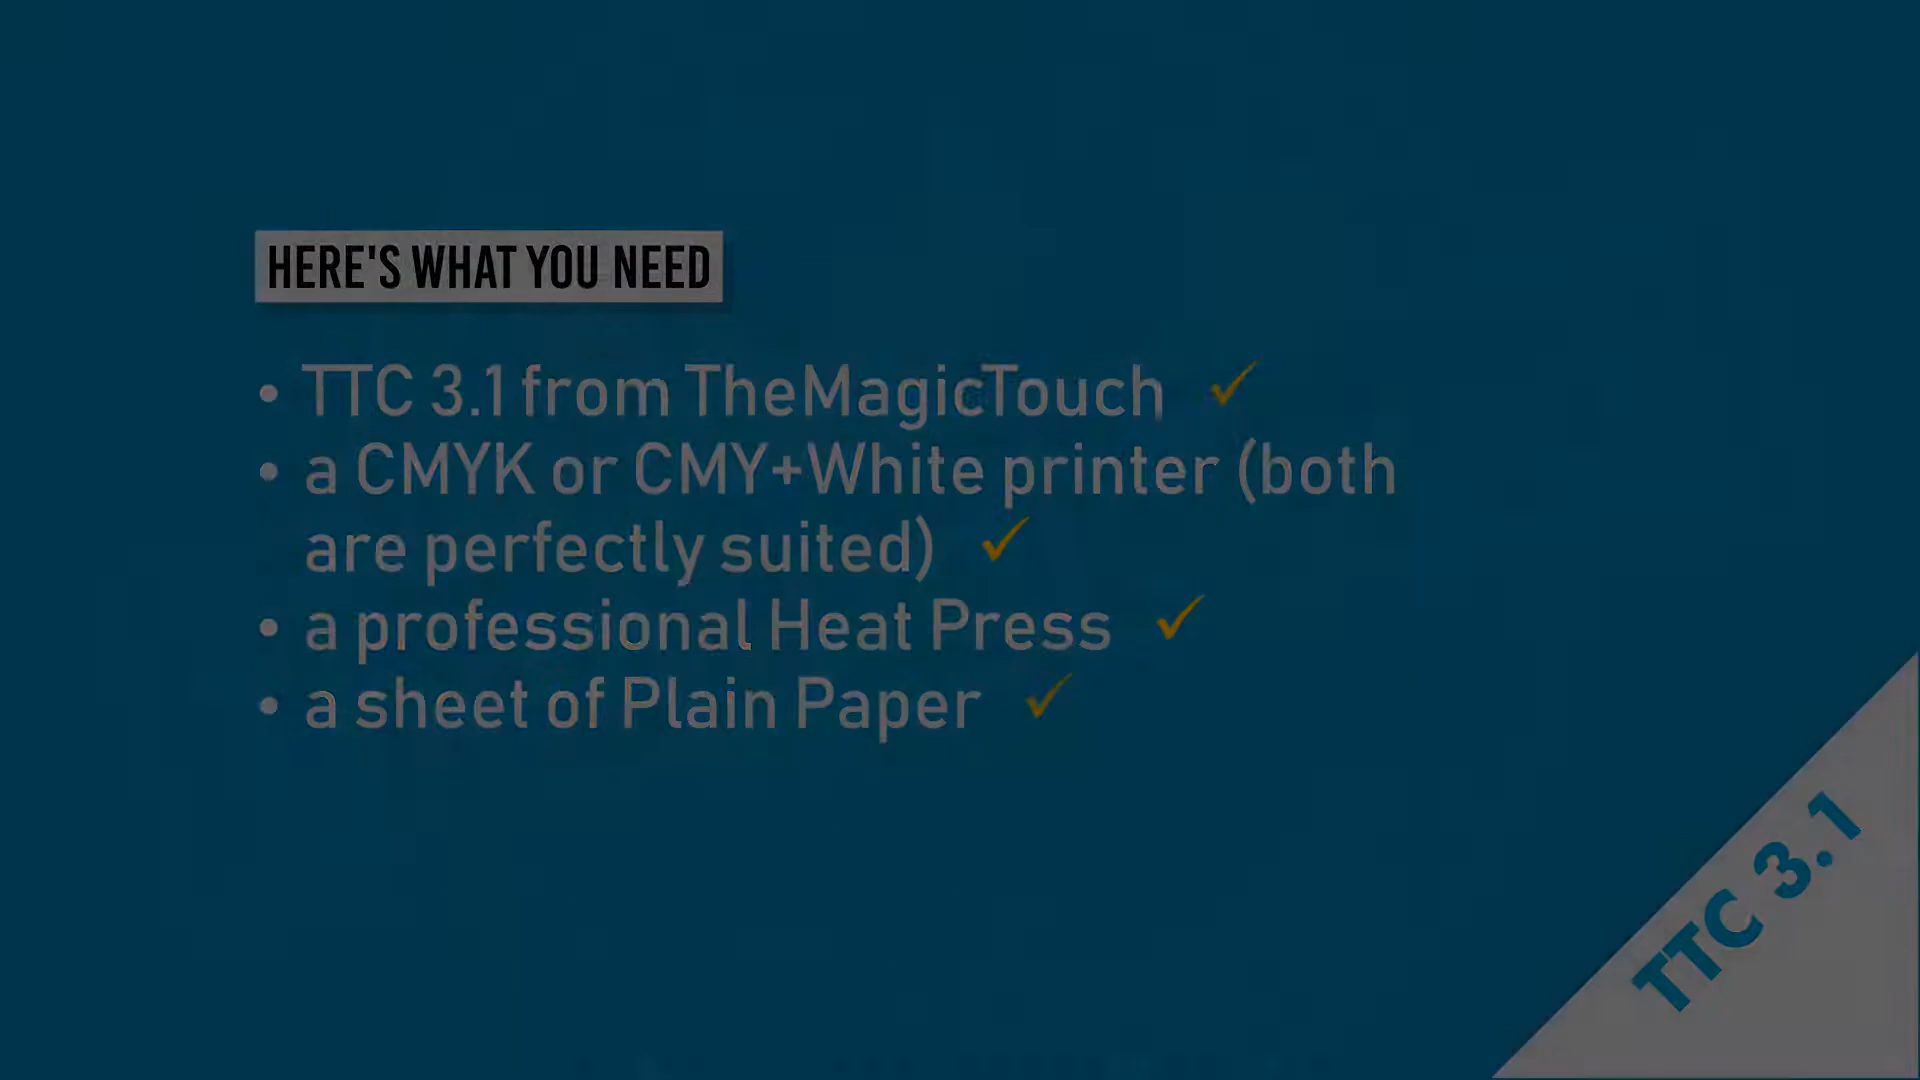 HERE'S WHAT YOU NEED
• TTC 3.1 from TheMagicTouch ✓
• a CMYK or CMY+White printer (both
are perfectly suited) ✓
• a professional Heat Press ✓
• a sheet of Plain Paper ✓
TTC 3.1